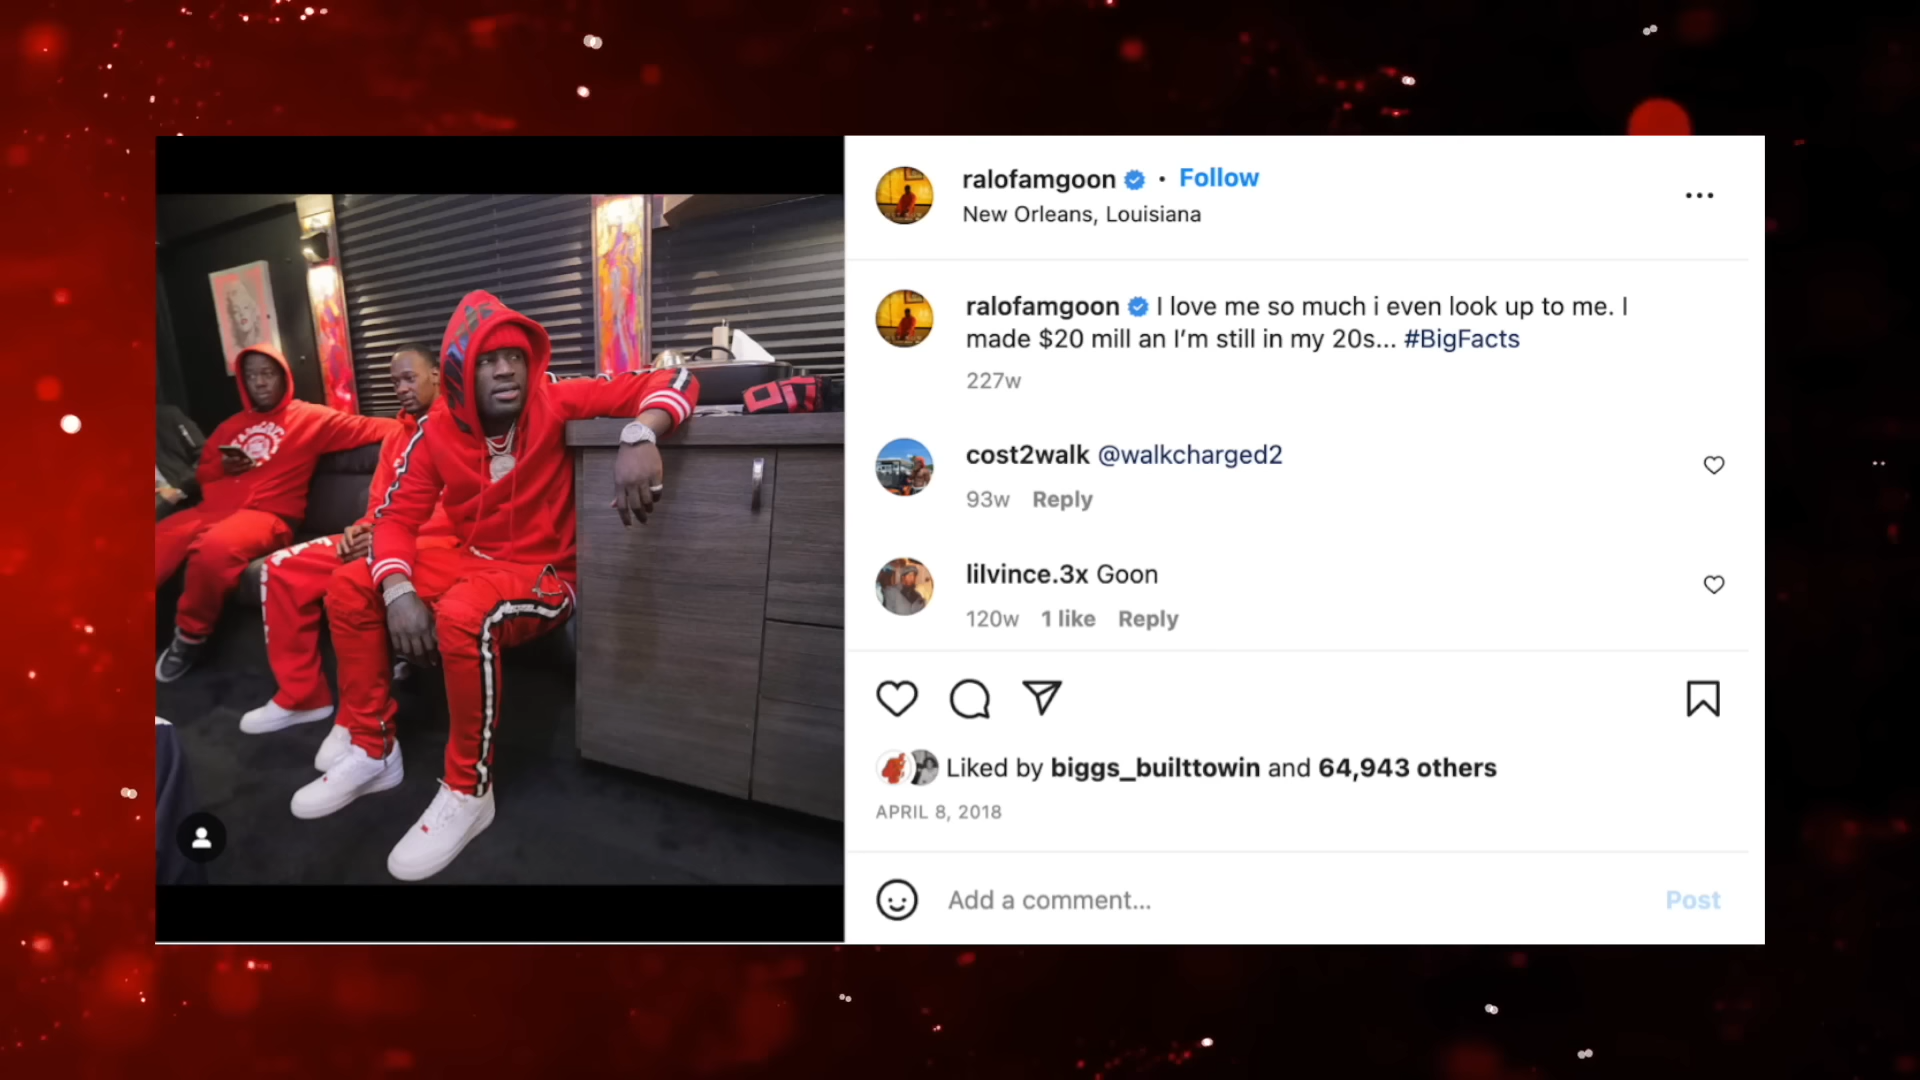 ralofamgoon • Follow
New Orleans, Louisiana
ralofamgoon I love me so much i even look up to me. I
made $20 mill an I’m still in my 20s... #BigFacts
227w
cost2walk @walkcharged2
93w Reply
lilvince.3x Goon
120w 1 like Reply
Liked by biggs_builttowin and 64,943 others
APRIL 8, 2018
Add a comment...
Post